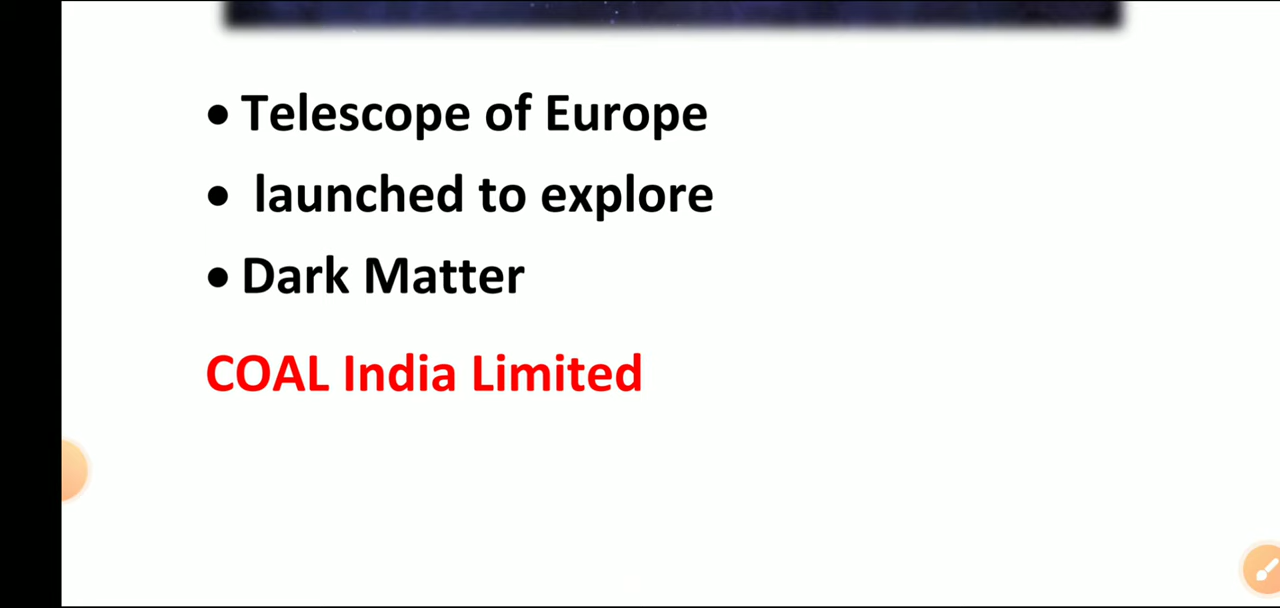 • Telescope of Europe
• launched to explore
• Dark Matter
COAL India Limited